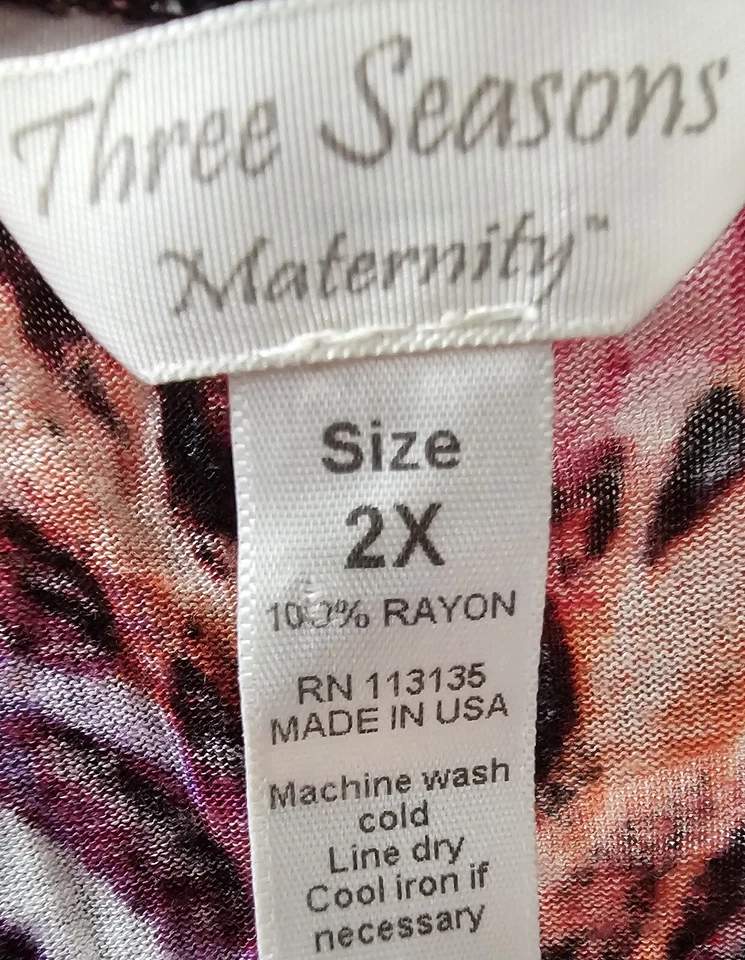 Three Seasons
Maternity™
Size
2X
100% RAYON
RN 113135
MADE IN USA
Machine wash
cold
Line dry
Cool iron if
necessary